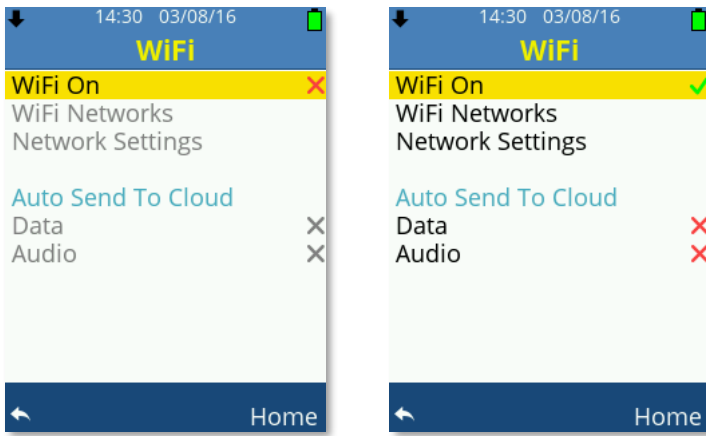 14:30 03/08/16
WiFi
WiFi On
WiFi Networks
Network Settings
Auto Send To Cloud
Data
Audio
Home
14:30 03/08/16
WiFi
WiFi On
WiFi Networks
Network Settings
Auto Send To Cloud
Data
Audio
Home